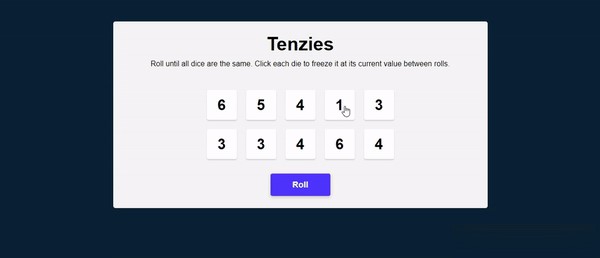 Tenzies
Roll until all dice are the same. Click each die to freeze it at its current value between rolls.
6 5 4 1 3
3 3 4 6 4
Roll